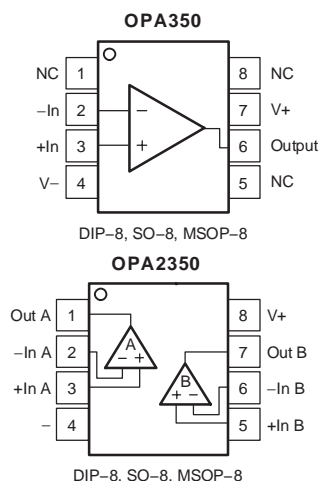 OPA350
NC 1 8 NC
−In 2 − 7 V+
+In 3 + 6 Output
V− 4 5 NC
DIP−8, SO−8, MSOP−8
OPA2350
Out A 1 8 V+
A
−In A 2 − + 7 Out B
B
+In A 3 + − 6 −In B
− 4 5 +In B
DIP−8, SO−8, MSOP−8